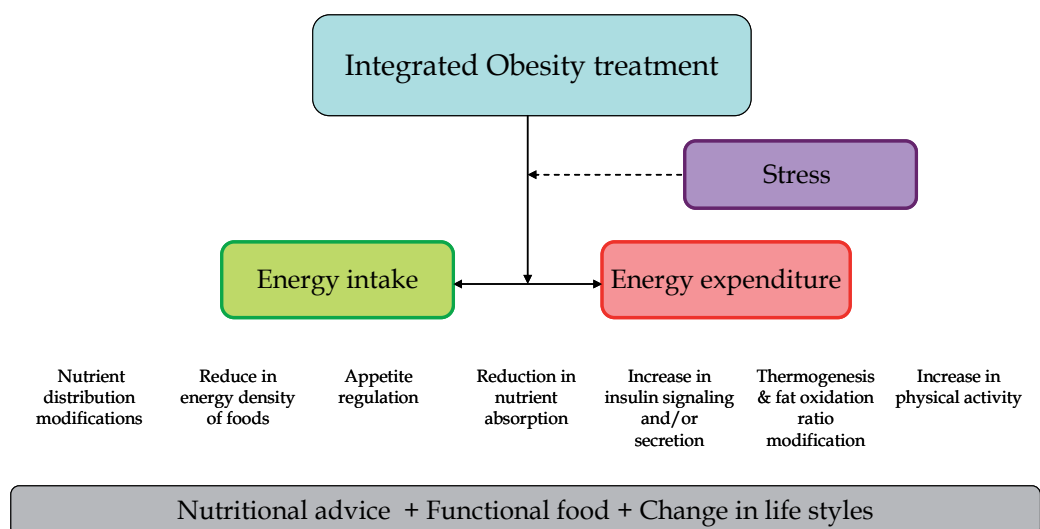 Integrated Obesity treatment
Stress
Energy intake
Energy expenditure
Nutrient
distribution
modifications
Reduce in
energy density
of foods
Appetite
regulation
Reduction in
nutrient
absorption
Increase in
insulin signaling
and/or
secretion
Thermogenesis
& fat oxidation
ratio
modification
Increase in
physical activity
Nutritional advice + Functional food + Change in life styles